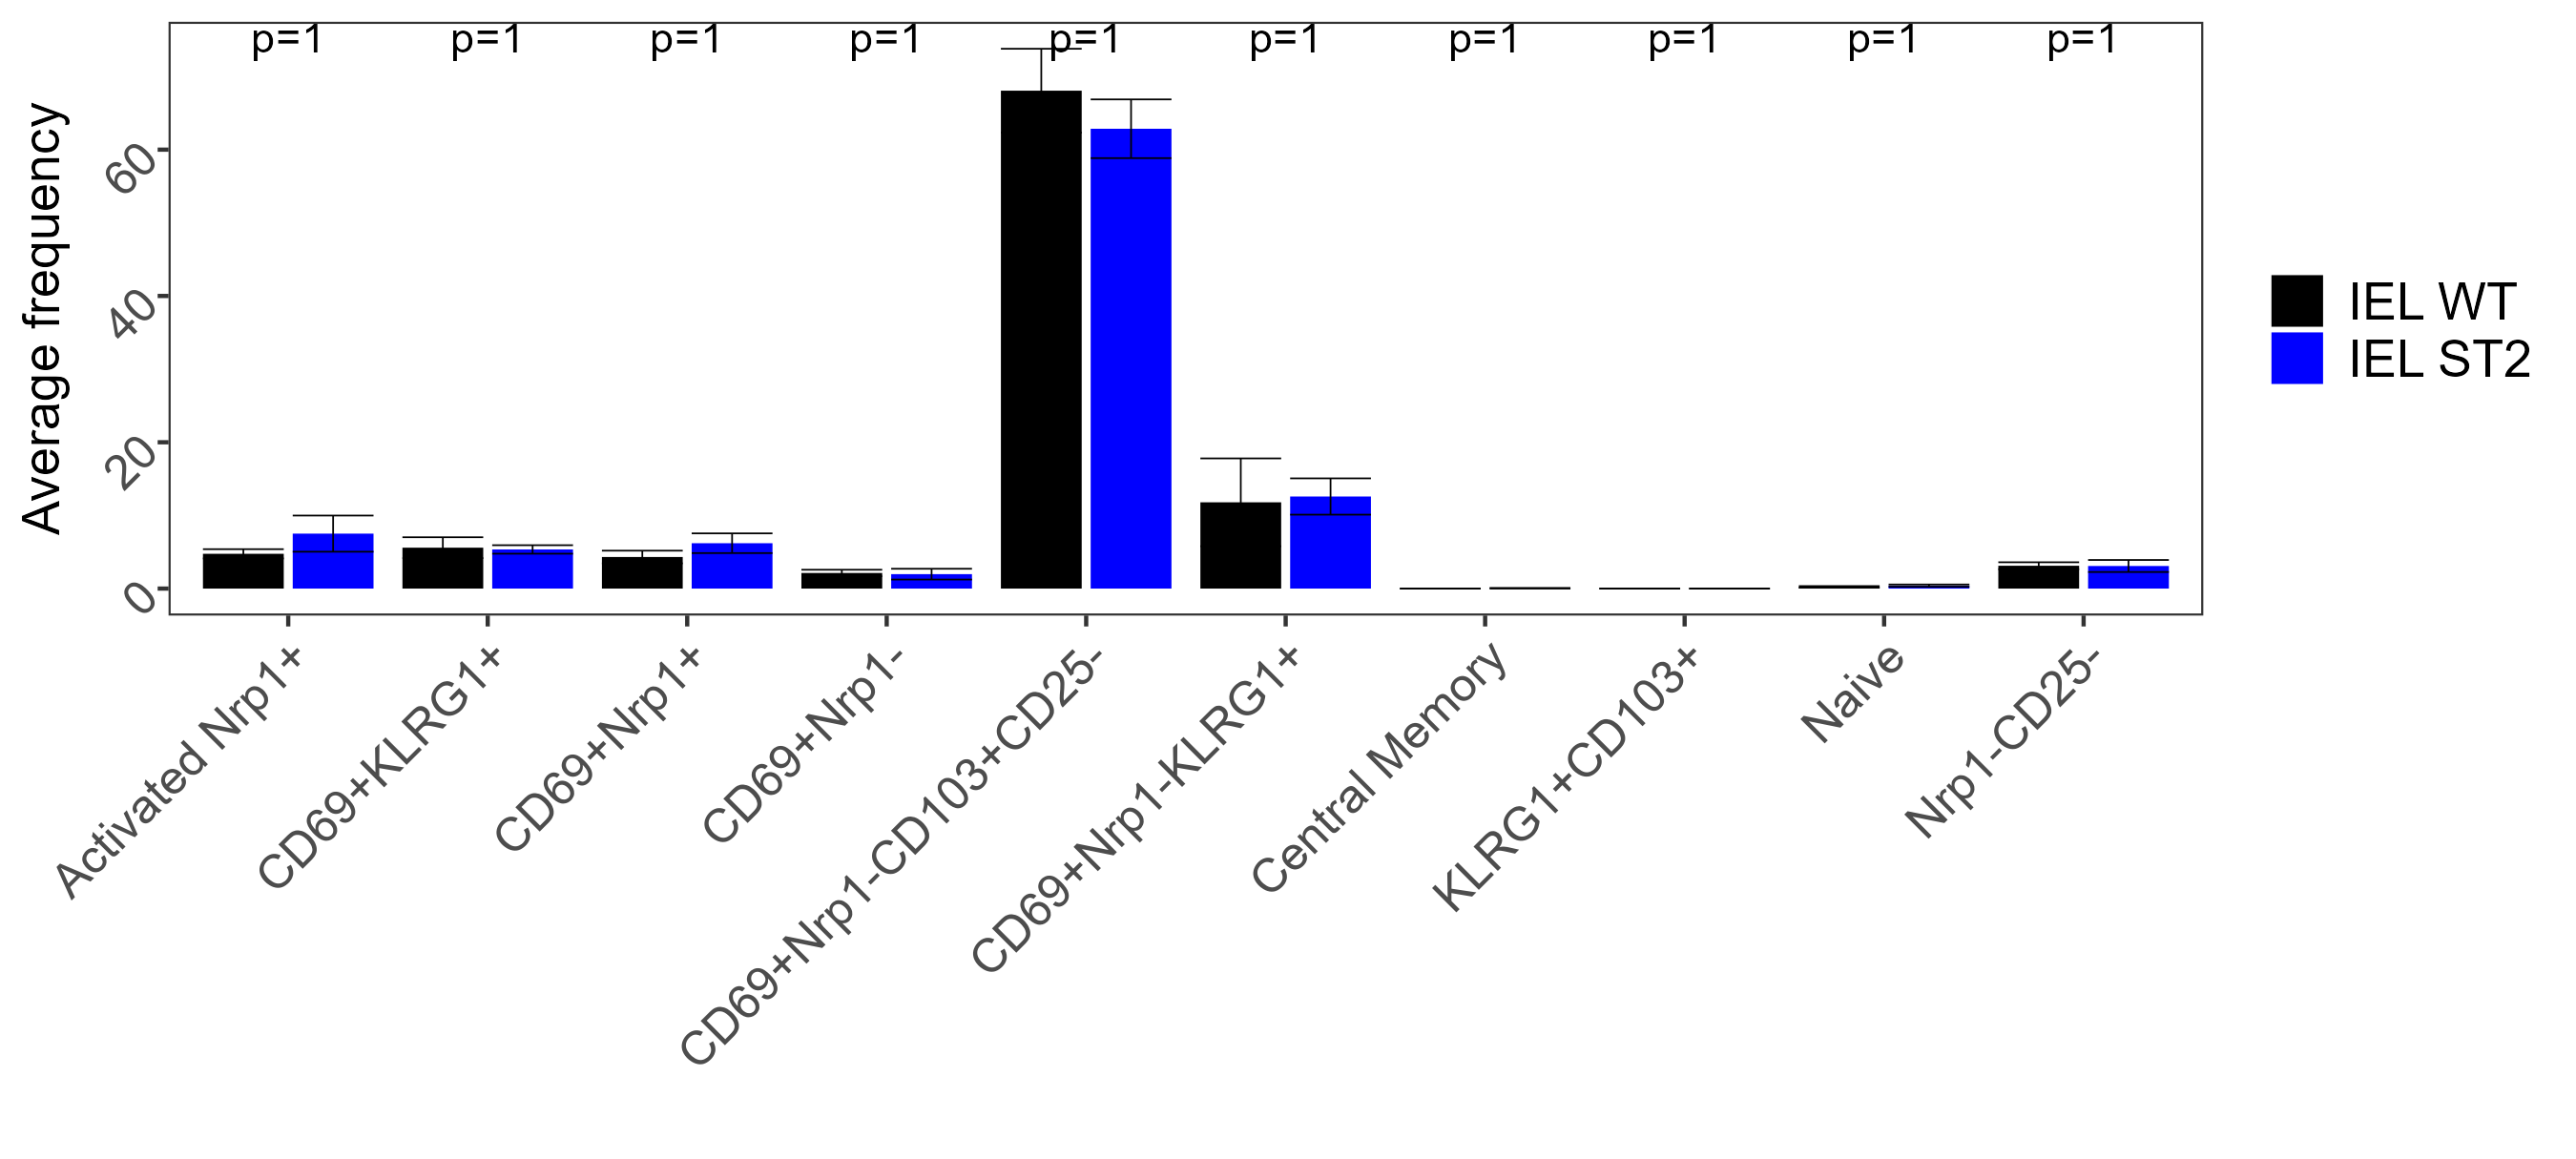 p=1 p=1 p=1 p=1 p=1 p=1 p=1 p=1 p=1 p=1
Average frequency
60
40
20
0
IEL WT
IEL ST2
Activated Nrp1+
CD69+KLRG1+
CD69+Nrp1+
CD69+Nrp1-
CD69+Nrp1-CD103+CD25-
CD69+Nrp1-KLRG1+
Central Memory
KLRG1+CD103+
Naive
Nrp1-CD25-